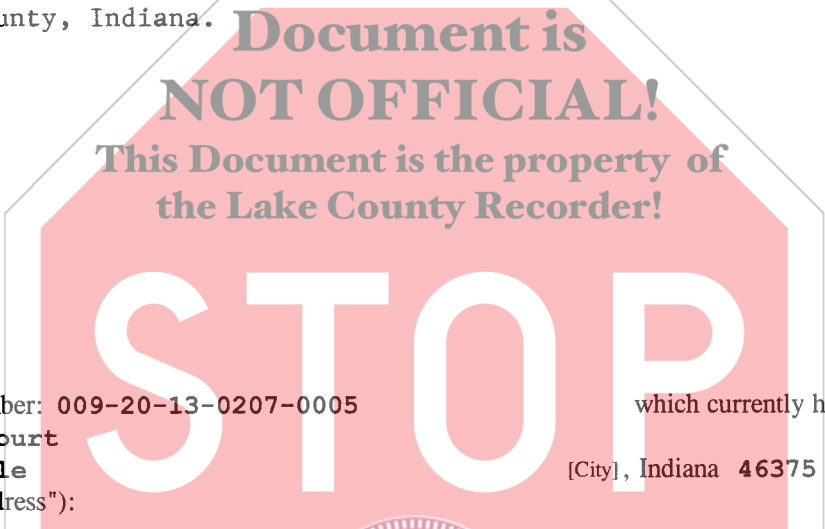 unty, Indiana.
Document is
NOT OFFICIAL!
This Document is the property of
the Lake County Recorder!
STOP
ber: 009-20-13-0207-0005 which currently h
ourt
le [City], Indiana 46375
dress"):